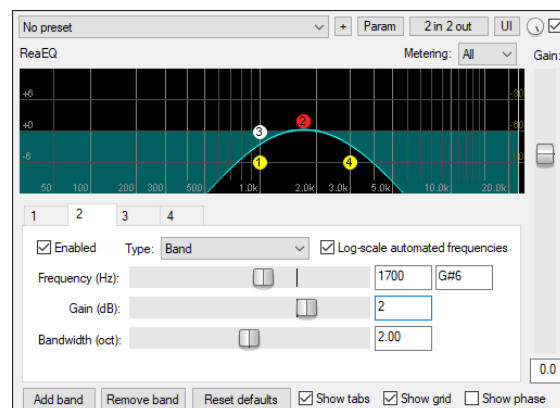 No preset + Param 2 in 2 out UI
ReaEQ Metering: All Gain:
+6 -30
+0 -60
-6 -90
50 100 200 300 500 1.0k 2.0k 3.0k 5.0k 10.0k 20.0k
3 2 1 4
1 2 3 4
Enabled Type: Band Log-scale automated frequencies
Frequency (Hz): 1700 G#6
Gain (dB): 2
Bandwidth (oct): 2.00
0.0
Add band Remove band Reset defaults Show tabs Show grid Show phase